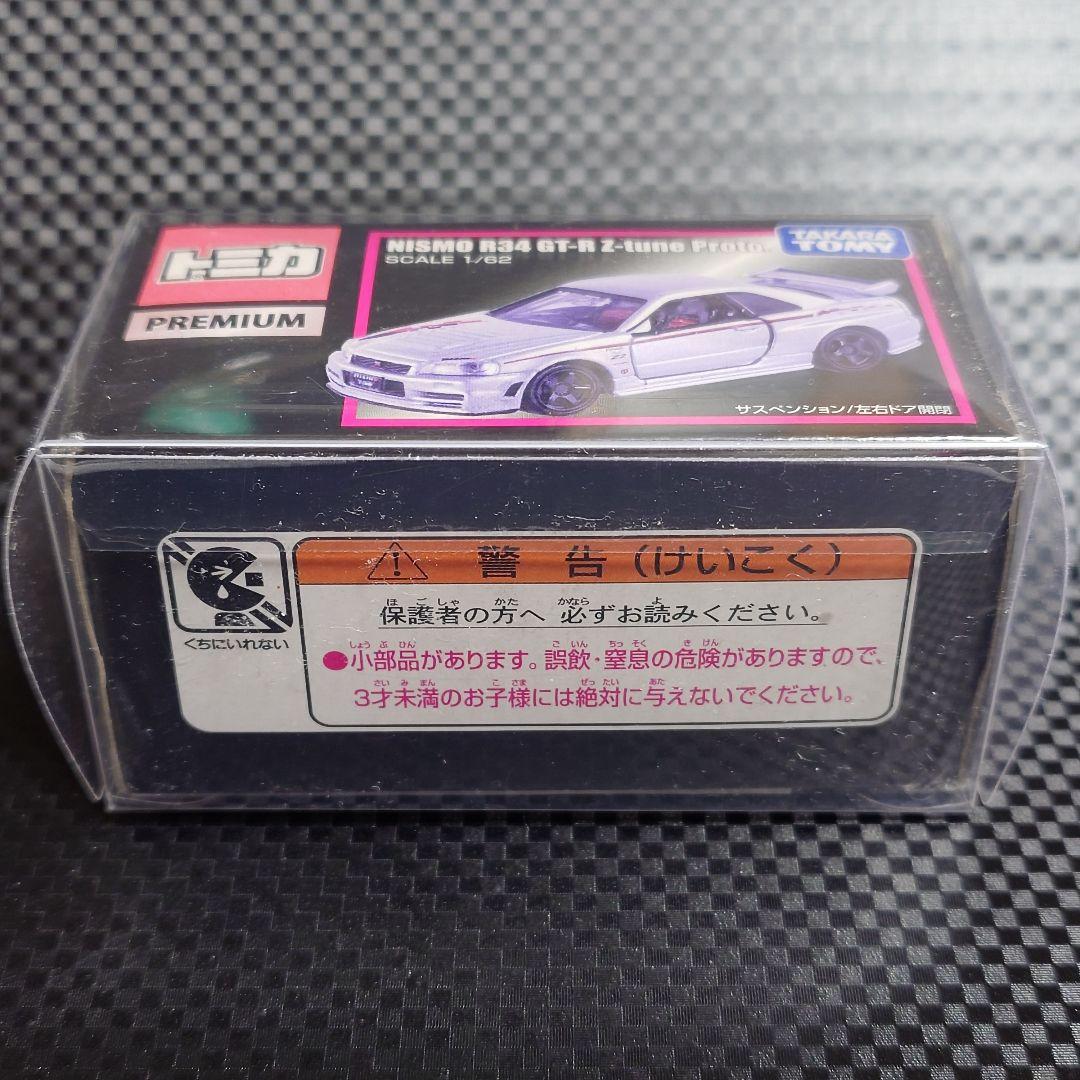 トミカ
PREMIUM
NISMO R34 GT-R Z-tune Proto.
SCALE 1/62
TAKARA
TOMY
サスペンション/左右ドア開閉
くちにいれない
警告(けいこく)
保護者の方へ 必ずお読みください。
●小部品があります。誤飲・窒息の危険がありますので、
3才未満のお子様には絶対に与えないでください。